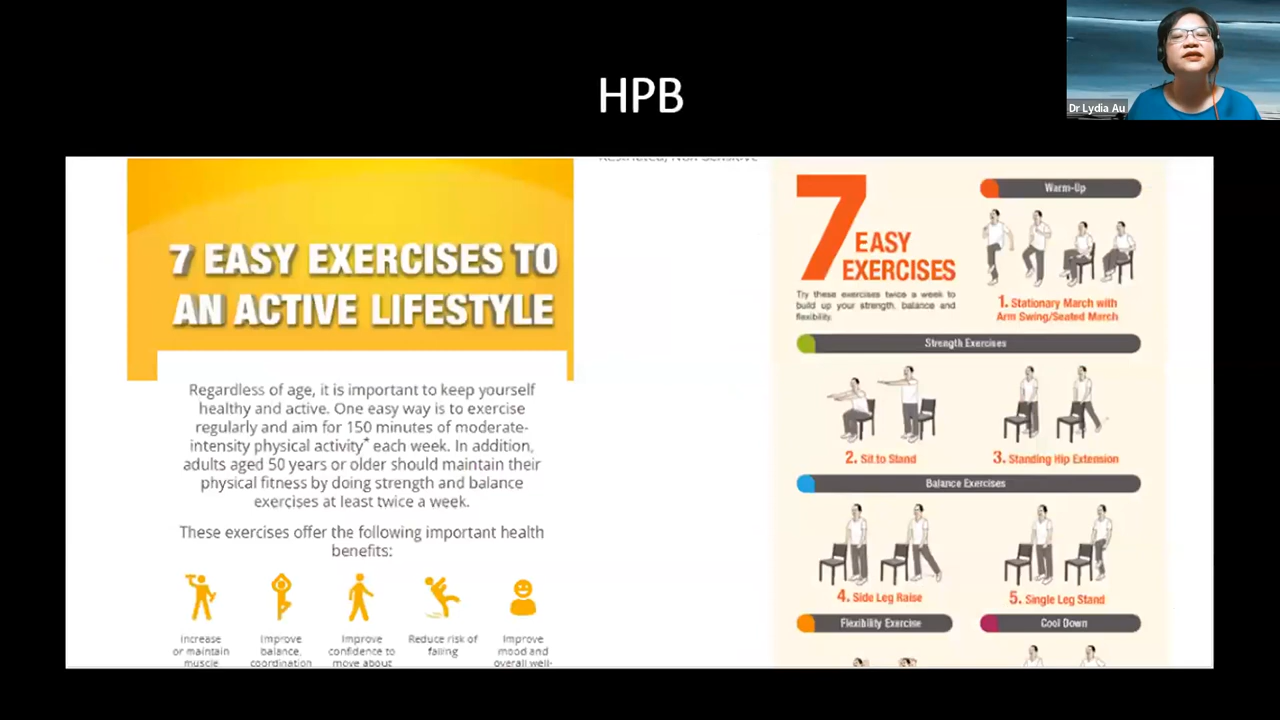 HPB
Dr Lydia Au
7 EASY EXERCISES TO
AN ACTIVE LIFESTYLE
Regardless of age, it is important to keep yourself
healthy and active. One easy way is to exercise
regularly and aim for 150 minutes of moderate-
intensity physical activity* each week. In addition,
adults aged 50 years or older should maintain their
physical fitness by doing strength and balance
exercises at least twice a week.
These exercises offer the following important health
benefits:
Increase
or maintain
muscle
Improve
balance,
coordination
Improve
confidence to
move about
Reduce risk of
falling
Improve
mood and
overall well-
Restricted, Non-Sensitive
7
EASY
EXERCISES
Try these exercises twice a week to
build up your strength, balance and
flexibility.
Warm-Up
1. Stationary March with
Arm Swing/Seated March
Strength Exercises
2. Sit to Stand
3. Standing Hip Extension
Balance Exercises
4. Side Leg Raise
5. Single Leg Stand
Flexibility Exercise
Cool Down